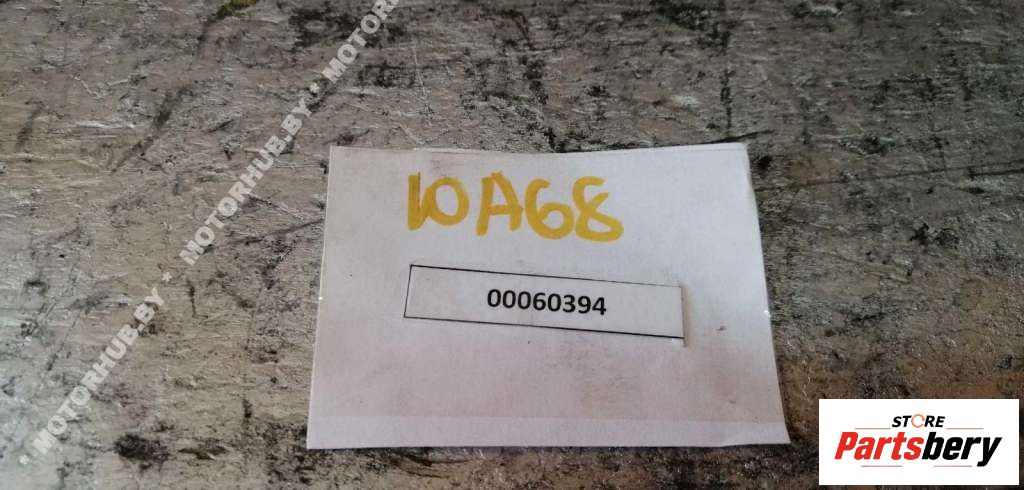 MOTORHUB.BY * MOTORHUB.BY * MOTOR
10A68
00060394
STORE
Partsbery